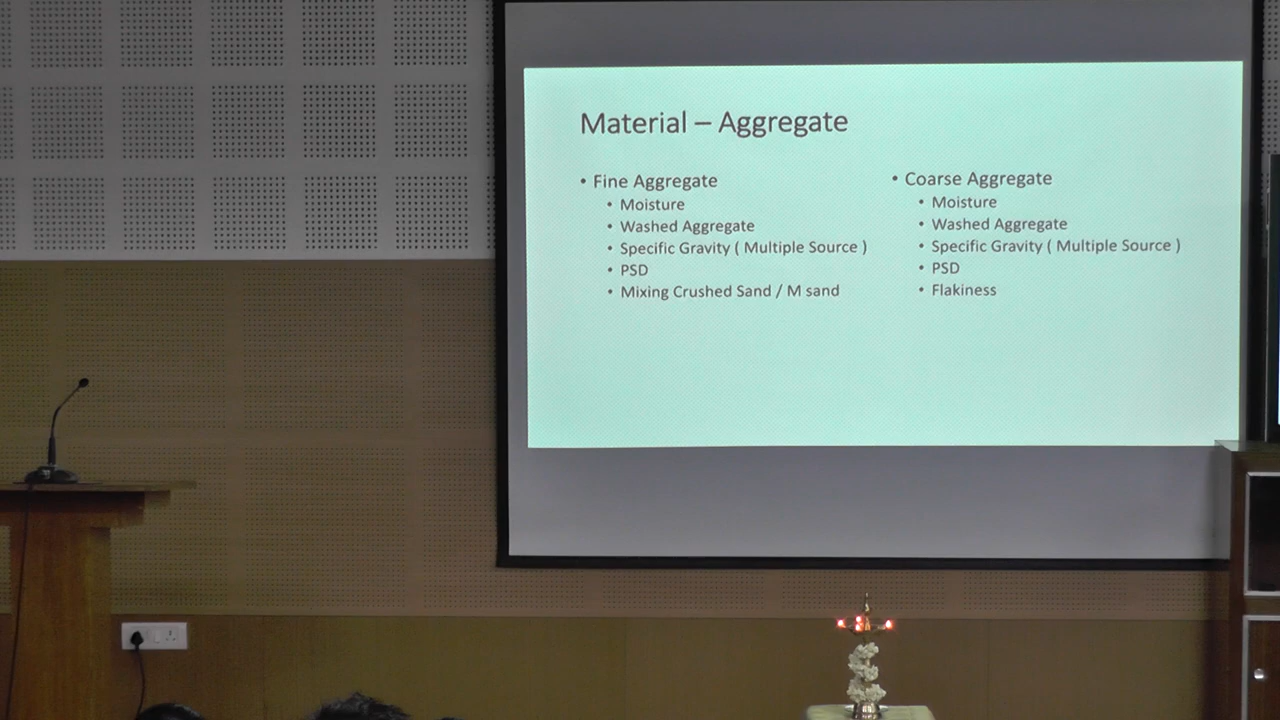 Material – Aggregate
• Fine Aggregate
• Moisture
• Washed Aggregate
• Specific Gravity ( Multiple Source )
• PSD
• Mixing Crushed Sand / M sand
• Coarse Aggregate
• Moisture
• Washed Aggregate
• Specific Gravity ( Multiple Source )
• PSD
• Flakiness